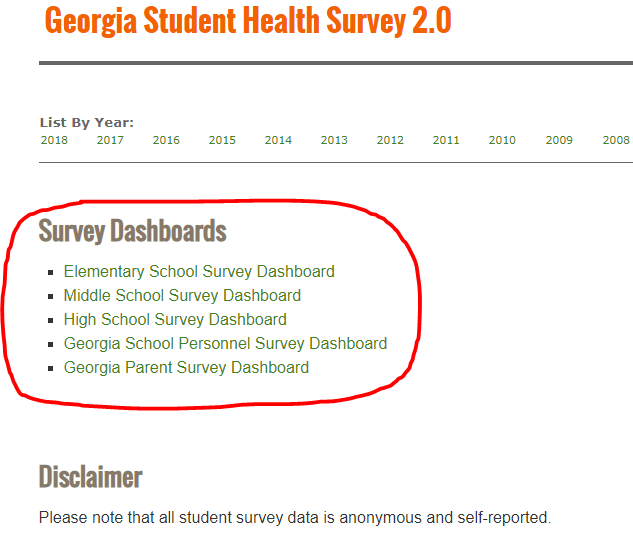 Georgia Student Health Survey 2.0
List By Year:
2018 2017 2016 2015 2014 2013 2012 2011 2010 2009 2008
Survey Dashboards
Elementary School Survey Dashboard
Middle School Survey Dashboard
High School Survey Dashboard
Georgia School Personnel Survey Dashboard
Georgia Parent Survey Dashboard
Disclaimer
Please note that all student survey data is anonymous and self-reported.